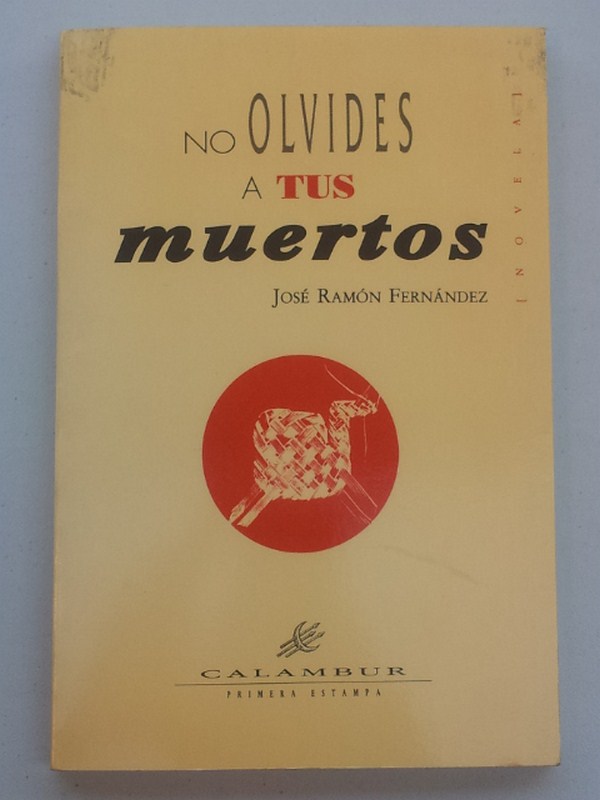 NO OLVIDES
A TUS
muertos
JOSÉ RAMÓN FERNÁNDEZ
[NOVELA]
CALAMBUR
PRIMERA ESTAMPA